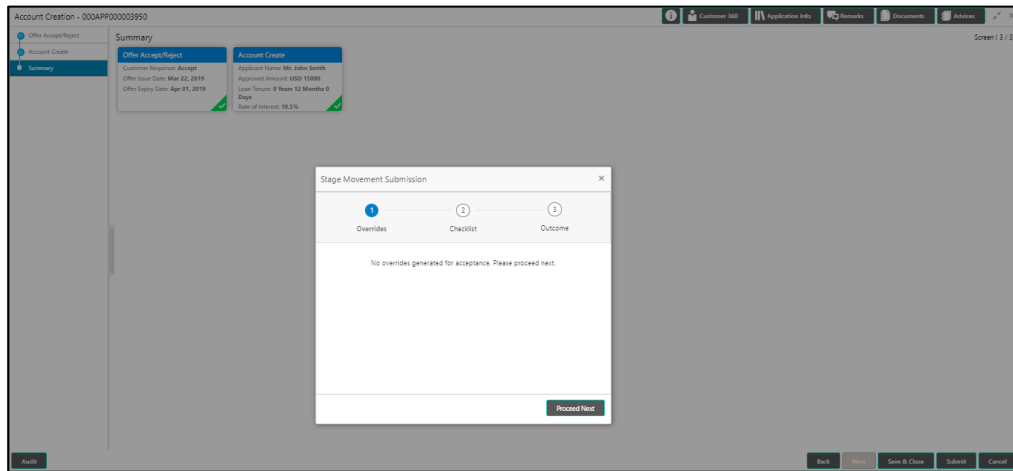 Account Creation - 000APP000003950
Customer 360
Application Info
Remarks
Documents
Advices
Offer Accept/Reject
Account Create
Summary
Summary
Screen ( 3 / 3
Offer Accept/Reject
Customer Response: Accept
Offer Issue Date: Mar 22, 2019
Offer Expiry Date: Apr 01, 2019
Account Create
Applicant Name: Mr. John Smith
Approved Amount: USD 15000
Loan Tenure: 0 Years 12 Months 0
Days
Rate of Interest: 18.5%
Stage Movement Submission
1
2
3
Overrides
Checklist
Outcome
No overrides generated for acceptance. Please proceed next.
Proceed Next
Audit
Back
Next
Save & Close
Submit
Cancel